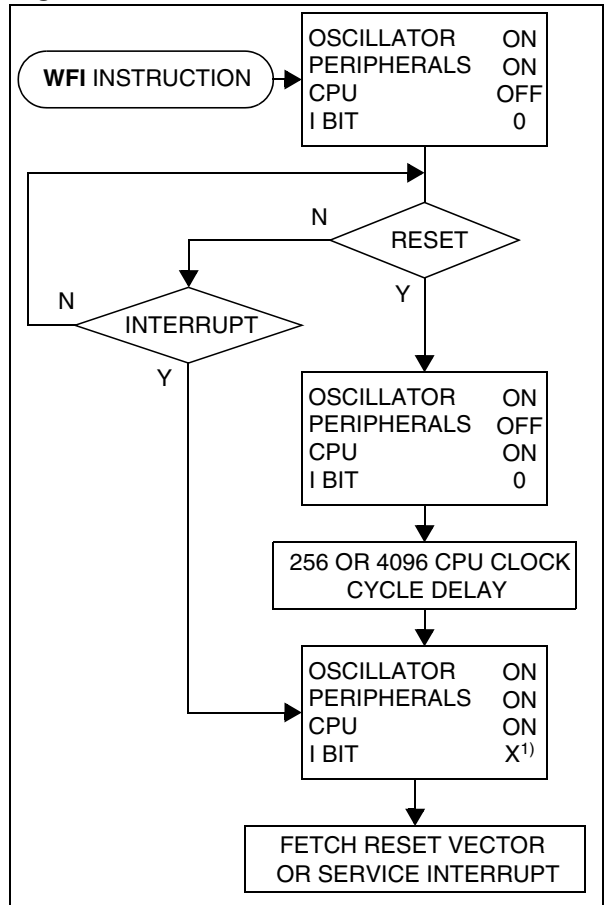 WFI INSTRUCTION
OSCILLATOR ON
PERIPHERALS ON
CPU OFF
I BIT 0
N
RESET
Y
N
INTERRUPT
Y
OSCILLATOR ON
PERIPHERALS OFF
CPU ON
I BIT 0
256 OR 4096 CPU CLOCK
CYCLE DELAY
OSCILLATOR ON
PERIPHERALS ON
CPU ON
I BIT X1)
FETCH RESET VECTOR
OR SERVICE INTERRUPT